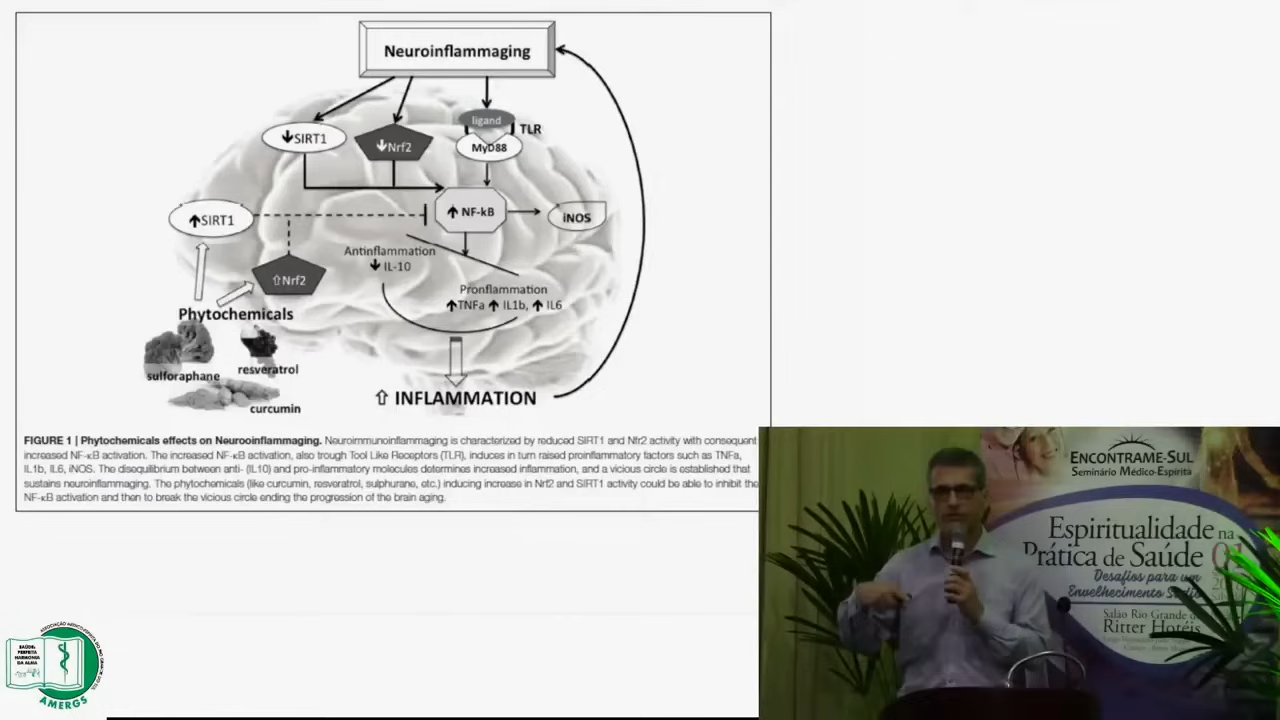 Neuroinflammaging
ligand
TLR
SIRT1
Nrf2
MyD88
SIRT1
NF-kB
iNOS
Antinflammation
IL-10
Nrf2
Pronflammation
TNFa IL1b, IL6
Phytochemicals
sulforaphane
resveratrol
curcumin
INFLAMMATION
FIGURE 1 | Phytochemicals effects on Neurooinflammaging. Neuroimmunoinflammaging is characterized by reduced SIRT1 and Nfr2 activity with consequent
increased NF-κB activation. The increased NF-κB activation, also trough Tool Like Receptors (TLR), induces in turn raised proinflammatory factors such as TNFa,
IL1b, IL6, iNOS. The disequilibrium between anti- (IL10) and pro-inflammatory molecules determines increased inflammation, and a vicious circle is established that
sustains neuroinflammaging. The phytochemicals (like curcumin, resveratrol, sulphurane, etc.) inducing increase in Nrf2 and SIRT1 activity could be able to inhibit the
NF-κB activation and then to break the vicious circle ending the progression of the brain aging.
ENCONTRAME-SUL
Seminário Médico-Espírita
Espiritualidade na
Prática de Saúde
Desafios para um
Envelhecimento
Salão Rio Grande
Ritter Hotéis
SAÚDE:
PERFEITA
HARMONIA
DA ALMA
AMERGS